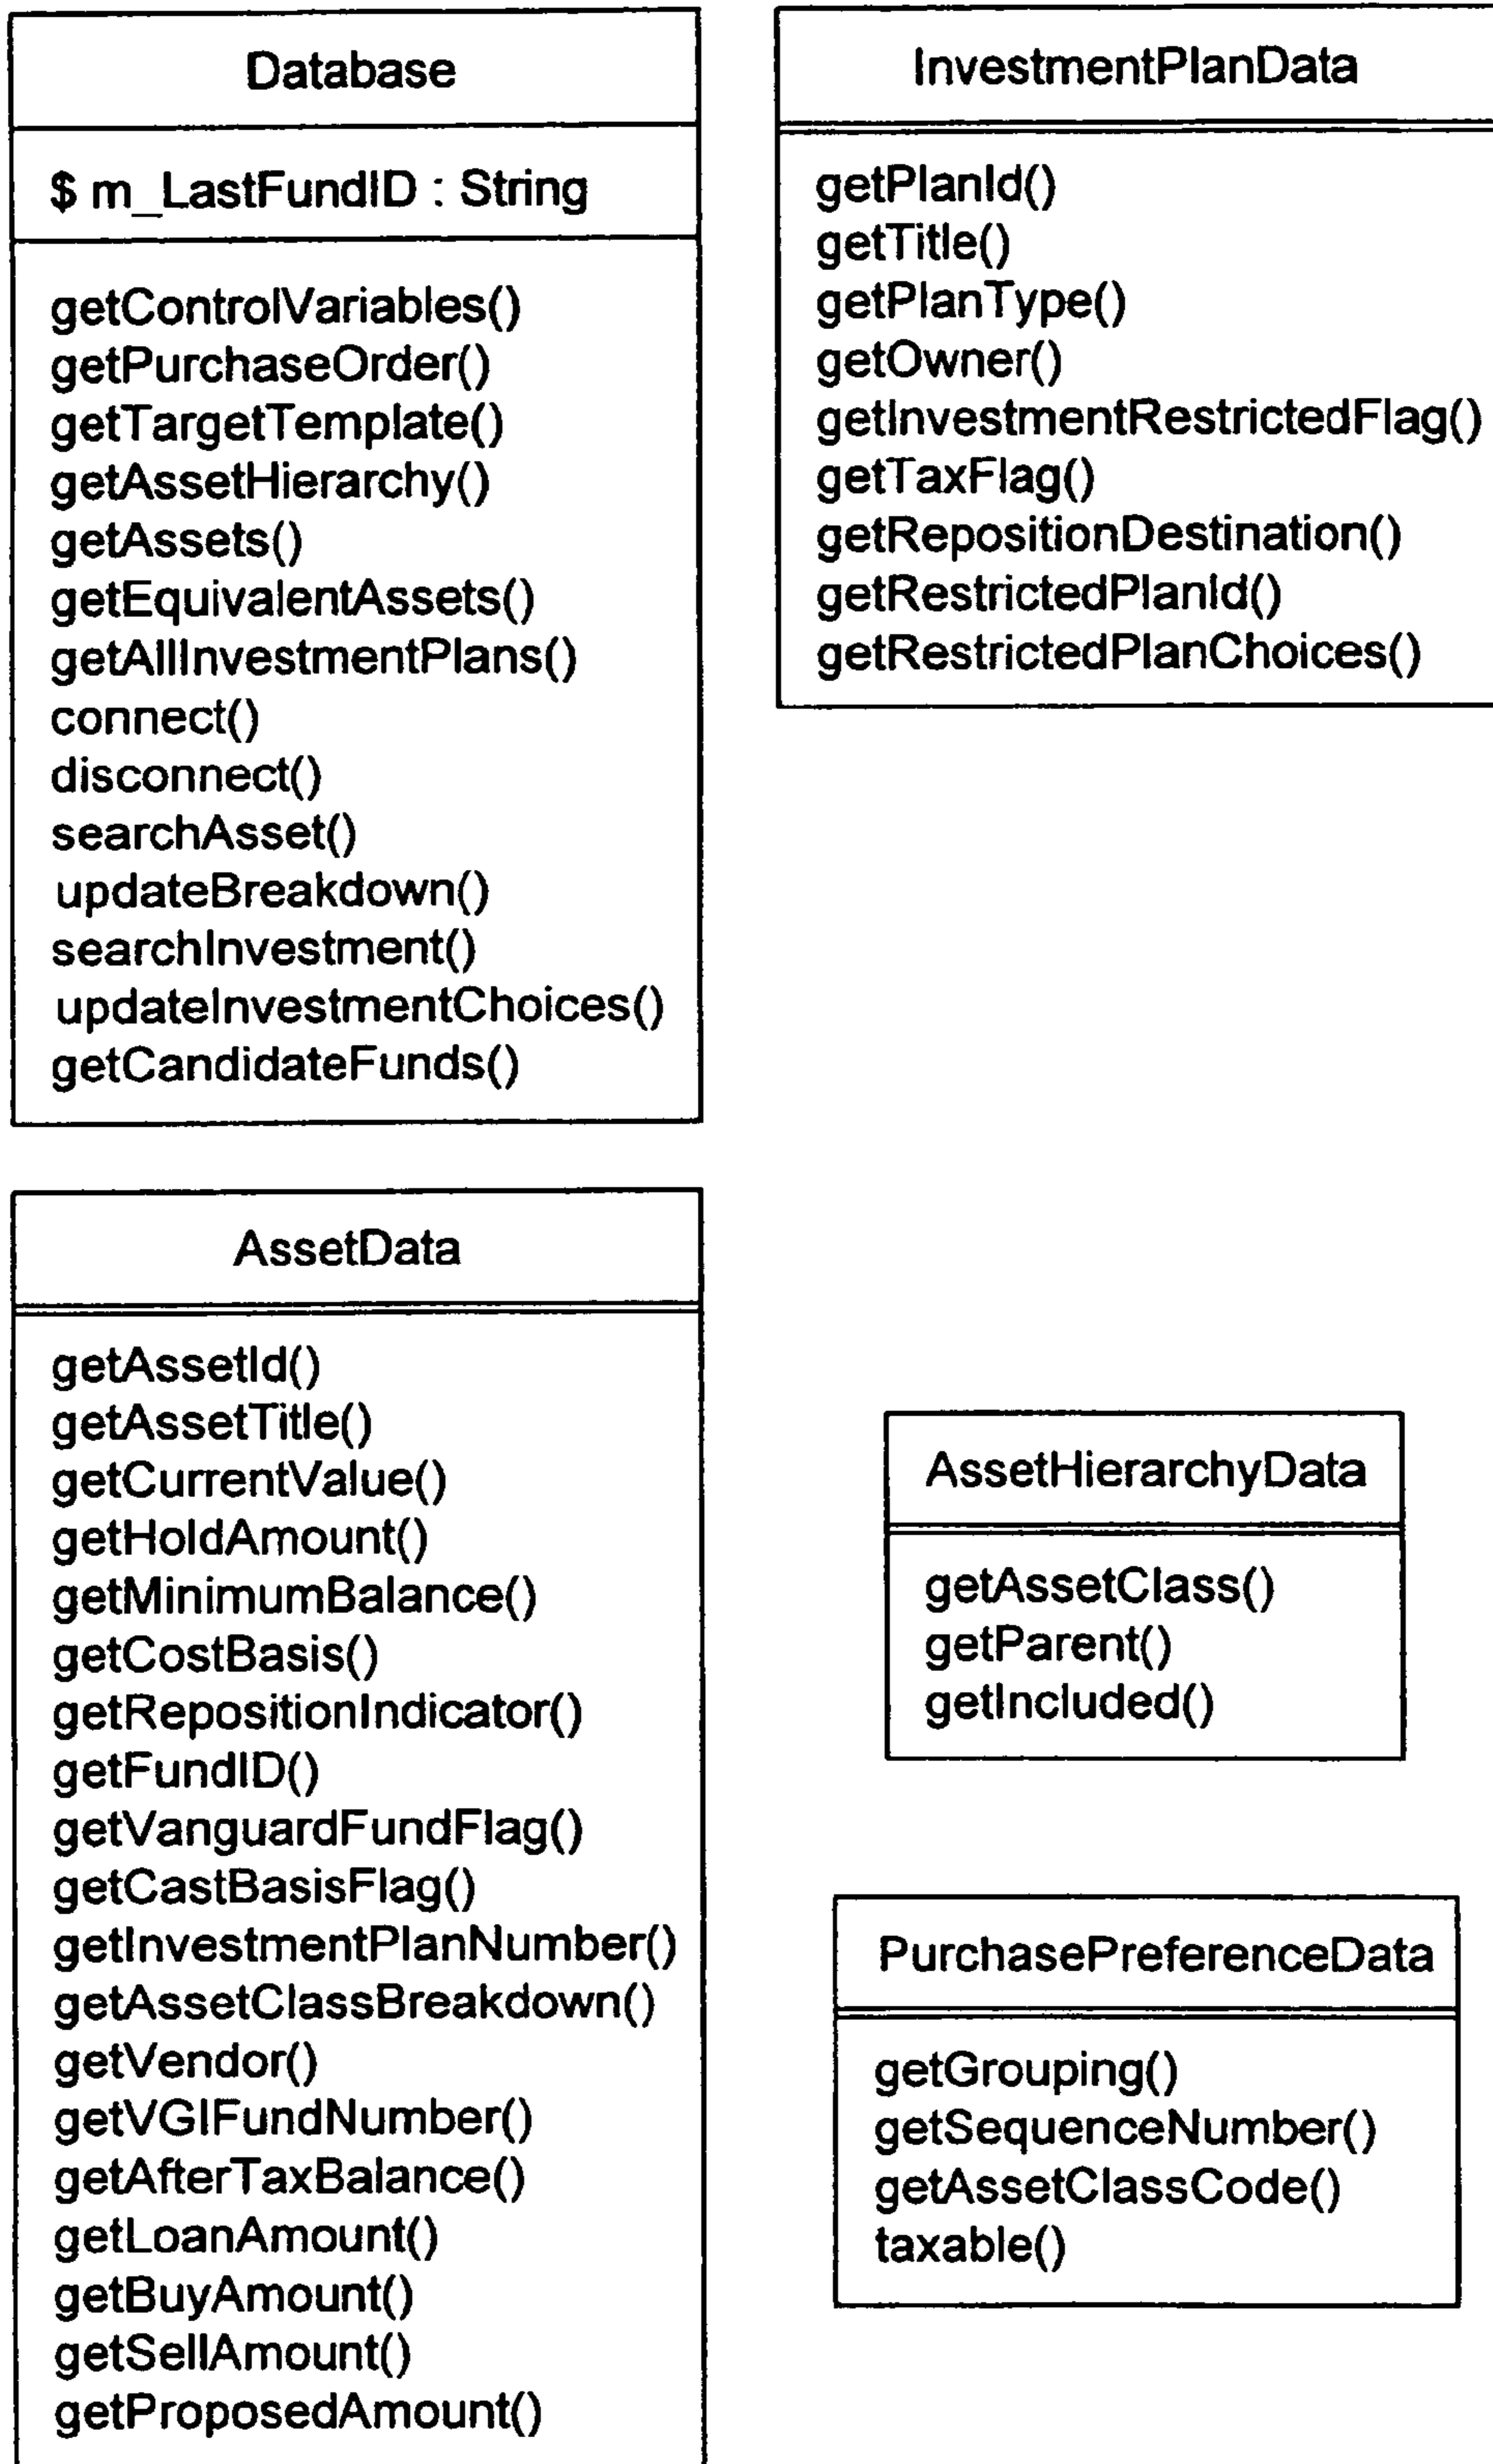 Database
$ m_LastFundID : String
getControlVariables()
getPurchaseOrder()
getTargetTemplate()
getAssetHierarchy()
getAssets()
getEquivalentAssets()
getAllInvestmentPlans()
connect()
disconnect()
searchAsset()
updateBreakdown()
searchInvestment()
updateInvestmentChoices()
getCandidateFunds()
InvestmentPlanData
getPlanId()
getTitle()
getPlanType()
getOwner()
getInvestmentRestrictedFlag()
getTaxFlag()
getRepositionDestination()
getRestrictedPlanId()
getRestrictedPlanChoices()
AssetData
getAssetId()
getAssetTitle()
getCurrentValue()
getHoldAmount()
getMinimumBalance()
getCostBasis()
getRepositionIndicator()
getFundID()
getVanguardFundFlag()
getCastBasisFlag()
getInvestmentPlanNumber()
getAssetClassBreakdown()
getVendor()
getVGIFundNumber()
getAfterTaxBalance()
getLoanAmount()
getBuyAmount()
getSellAmount()
getProposedAmount()
AssetHierarchyData
getAssetClass()
getParent()
getIncluded()
PurchasePreferenceData
getGrouping()
getSequenceNumber()
getAssetClassCode()
taxable()